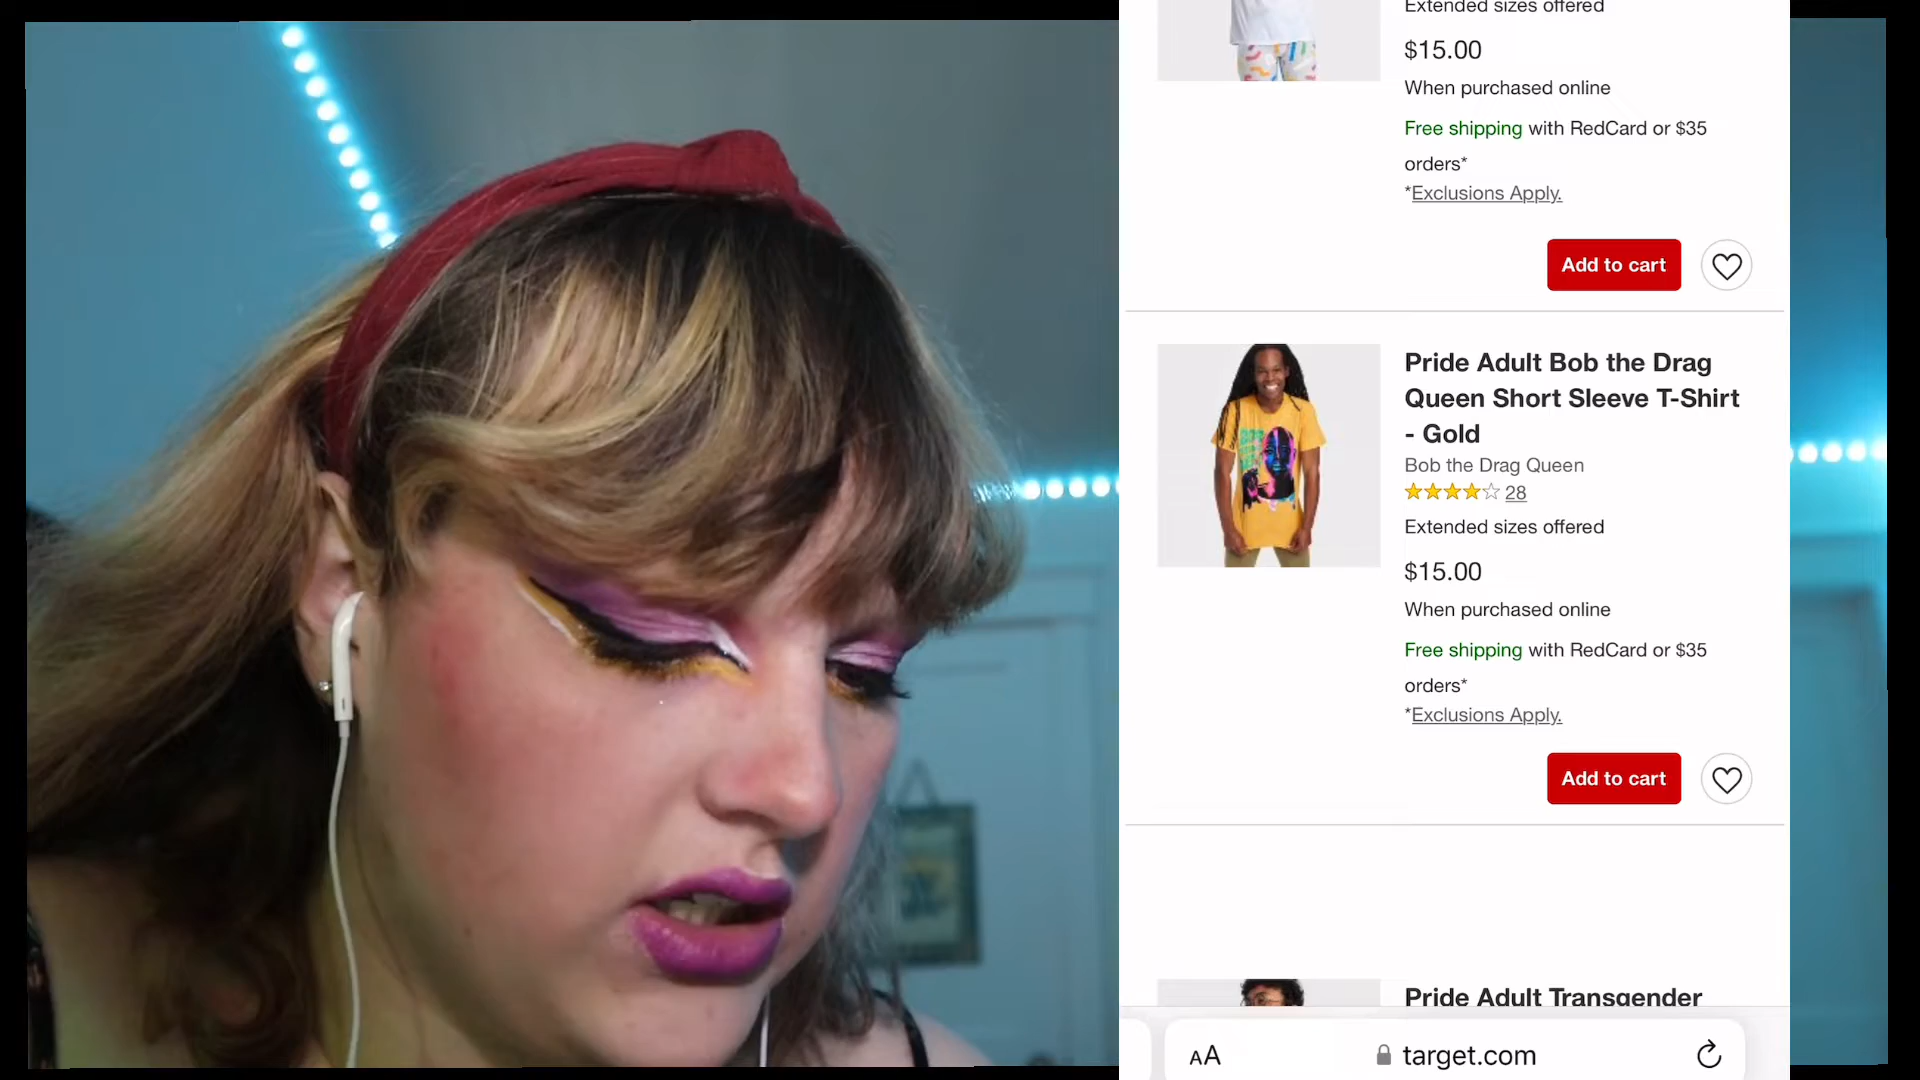 Extended sizes offered
$15.00
When purchased online
Free shipping with RedCard or $35
orders*
*Exclusions Apply.
Add to cart
Pride Adult Bob the Drag
Queen Short Sleeve T-Shirt
- Gold
Bob the Drag Queen
28
Extended sizes offered
$15.00
When purchased online
Free shipping with RedCard or $35
orders*
*Exclusions Apply.
Add to cart
Pride Adult Transgender
AA
target.com